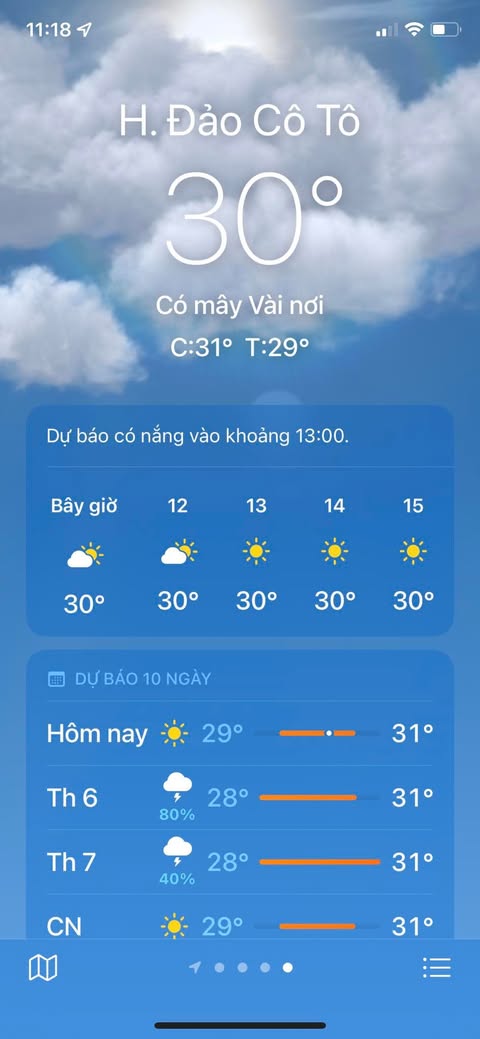 11:18
H. Đảo Cô Tô
30°
Có mây Vài nơi
C:31° T:29°
Dự báo có nắng vào khoảng 13:00.
Bây giờ 12 13 14 15
30° 30° 30° 30° 30°
DỰ BÁO 10 NGÀY
Hôm nay 29° 31°
Th 6 80% 28° 31°
Th 7 40% 28° 31°
CN 29° 31°